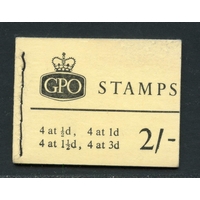 GPO STAMPS
4 at ½d, 4 at 1d
4 at 1½d, 4 at 3d 2/-